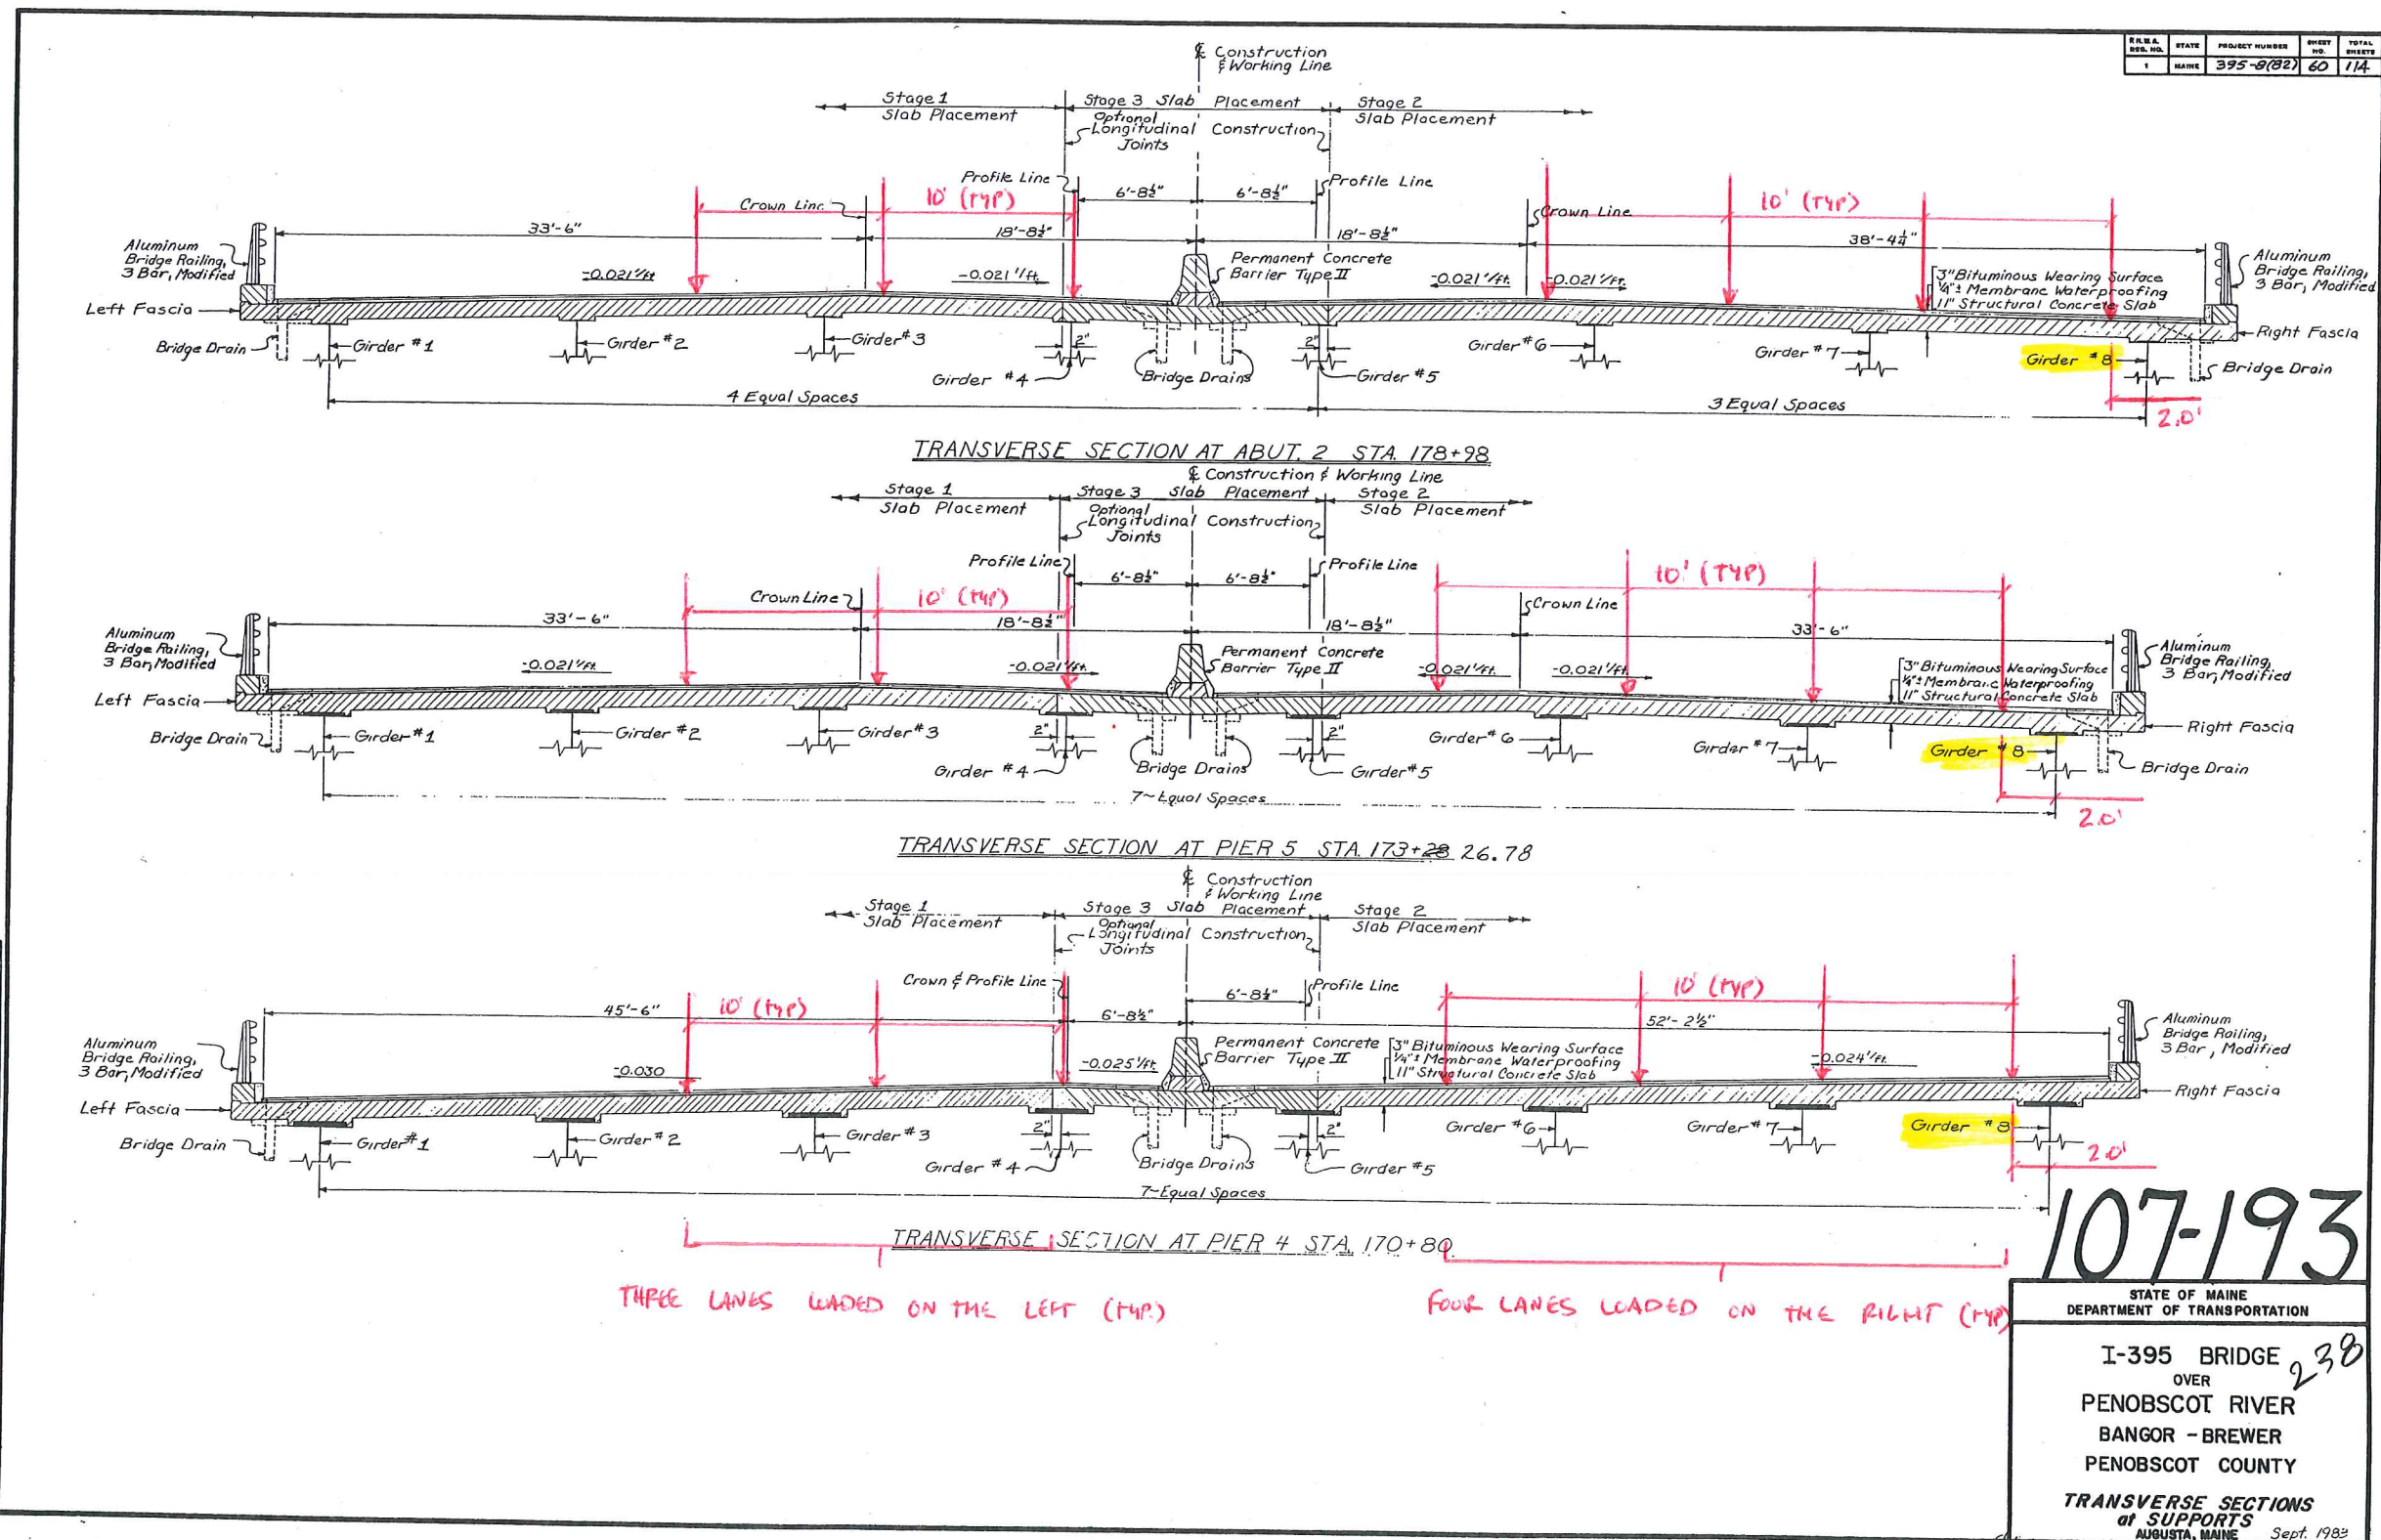 F.H.W.A. REG. NO. STATE PROJECT NUMBER SHEET NO. TOTAL SHEETS
1 MAINE 395-8(82) 60 114
℄ Construction
& Working Line
Stage 1
Slab Placement
Stage 3 Slab Placement
Stage 2
Slab Placement
Optional
Longitudinal Construction
Joints
Profile Line
6'-8½"
6'-8½"
Profile Line
Crown Line
10' (TYP)
Crown Line
10' (TYP)
33'-6"
18'-8½"
18'-8½"
38'-4¼"
Aluminum
Bridge Railing,
3 Bar, Modified
-0.021'/ft.
-0.021'/ft.
Permanent Concrete
Barrier Type II
-0.021'/ft.
-0.021'/ft.
3" Bituminous Wearing Surface
¼"± Membrane Waterproofing
11" Structural Concrete Slab
Aluminum
Bridge Railing,
3 Bar, Modified
Left Fascia
Right Fascia
Bridge Drain
Girder #1
Girder #2
Girder #3
2"
Girder #4
Bridge Drains
2"
Girder #5
Girder #6
Girder #7
Girder #8
Bridge Drain
4 Equal Spaces
3 Equal Spaces
2.0'
TRANSVERSE SECTION AT ABUT. 2 STA. 178+98
℄ Construction & Working Line
Stage 1
Slab Placement
Stage 3 Slab Placement
Stage 2
Slab Placement
Optional
Longitudinal Construction
Joints
Profile Line
6'-8½"
6'-8½"
Profile Line
Crown Line
10' (TYP)
Crown Line
10' (TYP)
33'-6"
18'-8½"
18'-8½"
33'-6"
Aluminum
Bridge Railing,
3 Bar, Modified
-0.021'/ft.
-0.021'/ft.
Permanent Concrete
Barrier Type II
-0.021'/ft.
-0.021'/ft.
3" Bituminous Wearing Surface
¼"± Membrane Waterproofing
11" Structural Concrete Slab
Aluminum
Bridge Railing,
3 Bar, Modified
Left Fascia
Right Fascia
Bridge Drain
Girder #1
Girder #2
Girder #3
2"
Girder #4
Bridge Drains
2"
Girder #5
Girder #6
Girder #7
Girder #8
Bridge Drain
7~Equal Spaces
2.0'
TRANSVERSE SECTION AT PIER 5 STA. 173+28 26.78
℄ Construction
& Working Line
Stage 1
Slab Placement
Stage 3 Slab Placement
Stage 2
Slab Placement
Optional
Longitudinal Construction
Joints
Crown & Profile Line
6'-8½"
Profile Line
45'-6"
10' (TYP)
6'-8½"
10' (TYP)
52'-2½"
Aluminum
Bridge Railing,
3 Bar, Modified
-0.030
-0.025'/ft.
Permanent Concrete
Barrier Type II
3" Bituminous Wearing Surface
¼"± Membrane Waterproofing
11" Structural Concrete Slab
-0.024'/ft.
Aluminum
Bridge Railing,
3 Bar, Modified
Left Fascia
Right Fascia
Bridge Drain
Girder #1
Girder #2
Girder #3
2"
Girder #4
Bridge Drains
2"
Girder #5
Girder #6
Girder #7
Girder #8
2.0'
7~Equal Spaces
TRANSVERSE SECTION AT PIER 4 STA. 170+80
THREE LANES LOADED ON THE LEFT (TYP.)
FOUR LANES LOADED ON THE RIGHT (TYP)
107-193
STATE OF MAINE
DEPARTMENT OF TRANSPORTATION
I-395 BRIDGE
238
OVER
PENOBSCOT RIVER
BANGOR - BREWER
PENOBSCOT COUNTY
TRANSVERSE SECTIONS
at SUPPORTS
AUGUSTA, MAINE Sept. 1983